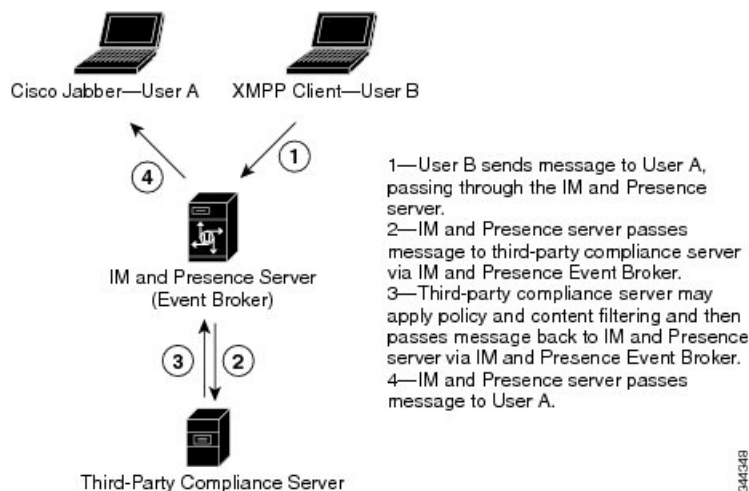 Cisco Jabber—User A
XMPP Client—User B
4
1
IM and Presence Server
(Event Broker)
3
2
Third-Party Compliance Server
1—User B sends message to User A,
passing through the IM and Presence
server.
2—IM and Presence server passes
message to third-party compliance server
via IM and Presence Event Broker.
3—Third-party compliance server may
apply policy and content filtering and then
passes message back to IM and Presence
server via IM and Presence Event Broker.
4—IM and Presence server passes
message to User A.
344348